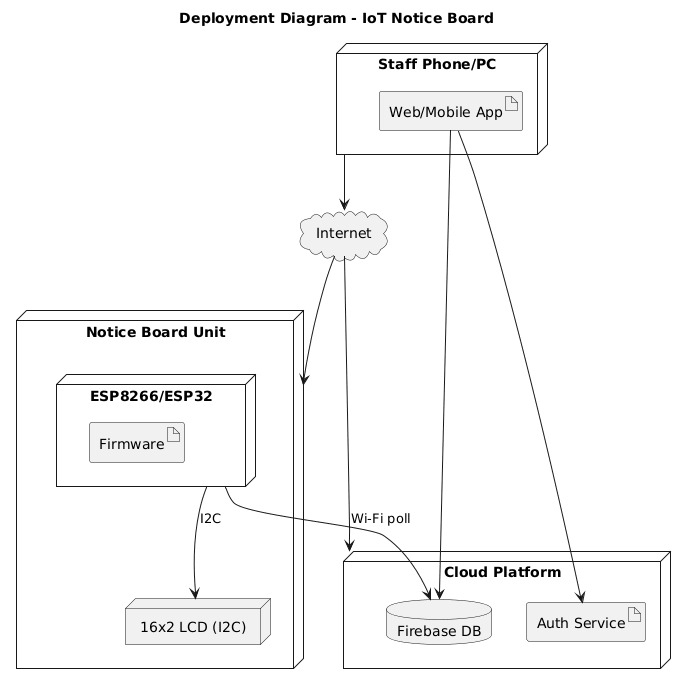 Deployment Diagram - IoT Notice Board
Staff Phone/PC
Web/Mobile App
Internet
Notice Board Unit
ESP8266/ESP32
Firmware
I2C
Wi-Fi poll
Cloud Platform
16x2 LCD (I2C)
Firebase DB
Auth Service